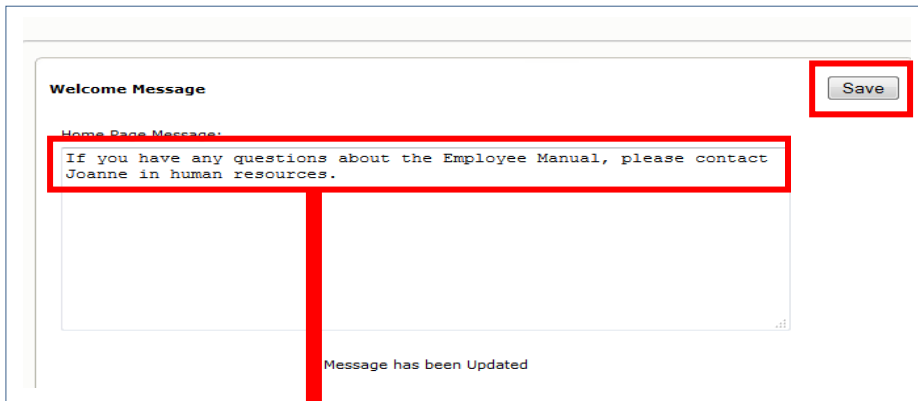 Welcome Message
Save
Home Page Message:
If you have any questions about the Employee Manual, please contact
Joanne in human resources.
Message has been Updated